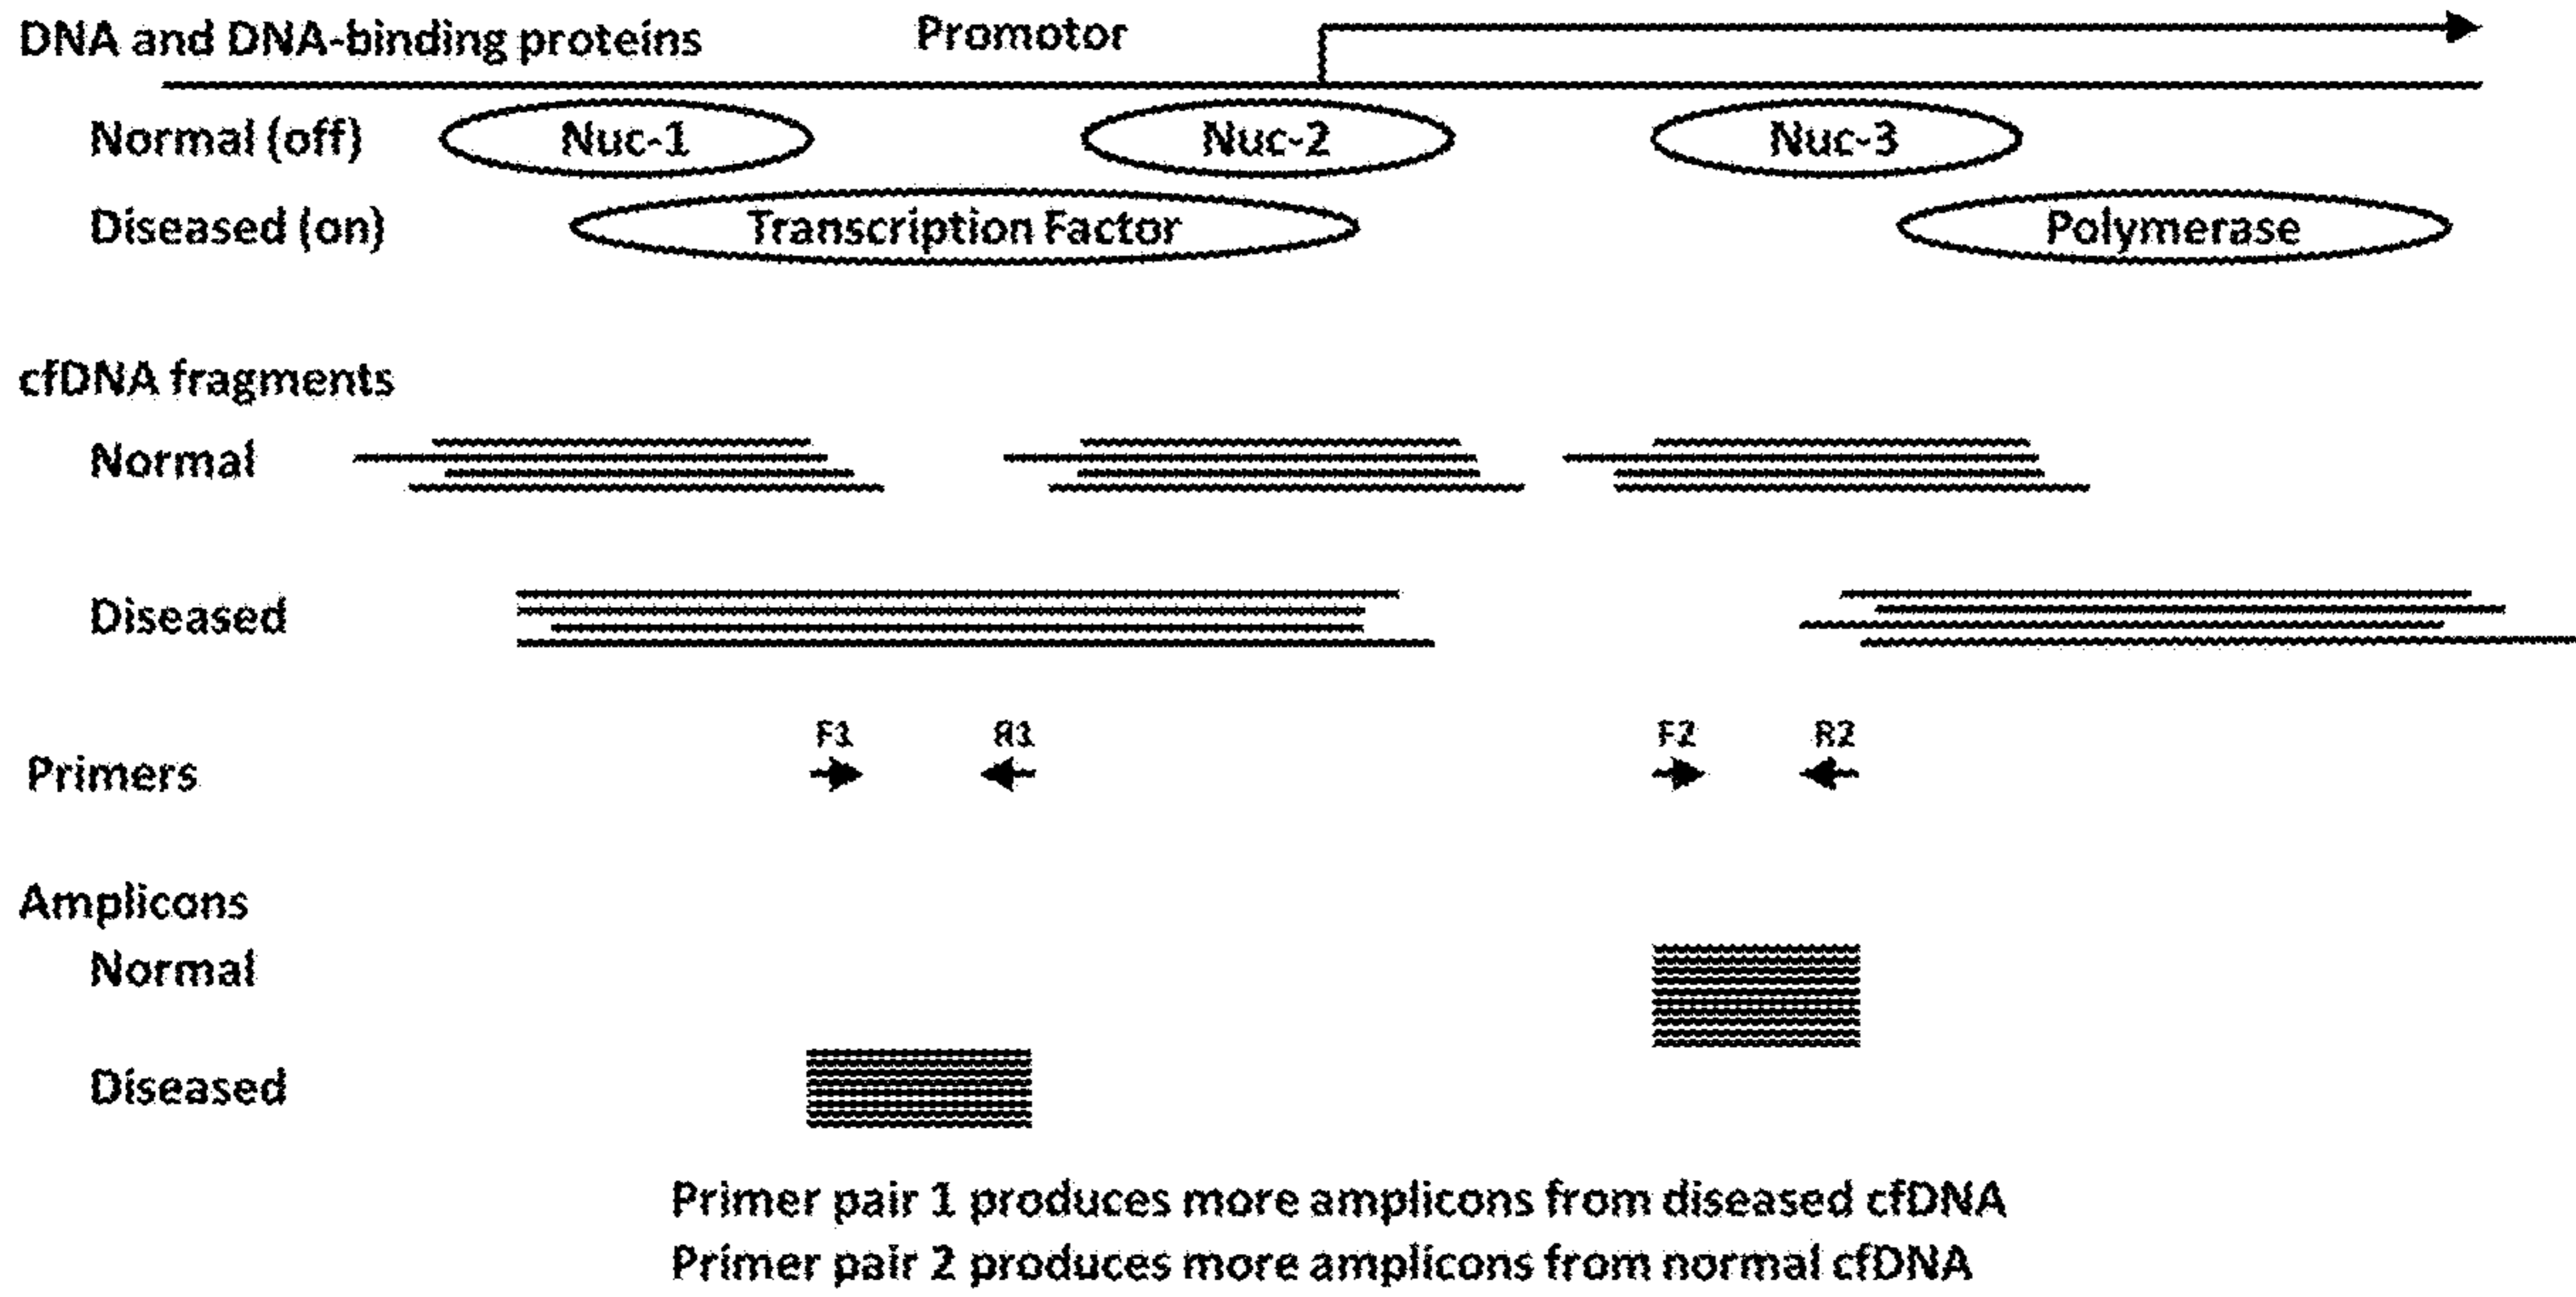 DNA and DNA-binding proteins
Promotor
Normal (off)
Nuc-1
Nuc-2
Nuc-3
Diseased (on)
Transcription Factor
Polymerase
cfDNA fragments
Normal
Diseased
F1
R1
F2
R2
Primers
Amplicons
Normal
Diseased
Primer pair 1 produces more amplicons from diseased cfDNA
Primer pair 2 produces more amplicons from normal cfDNA